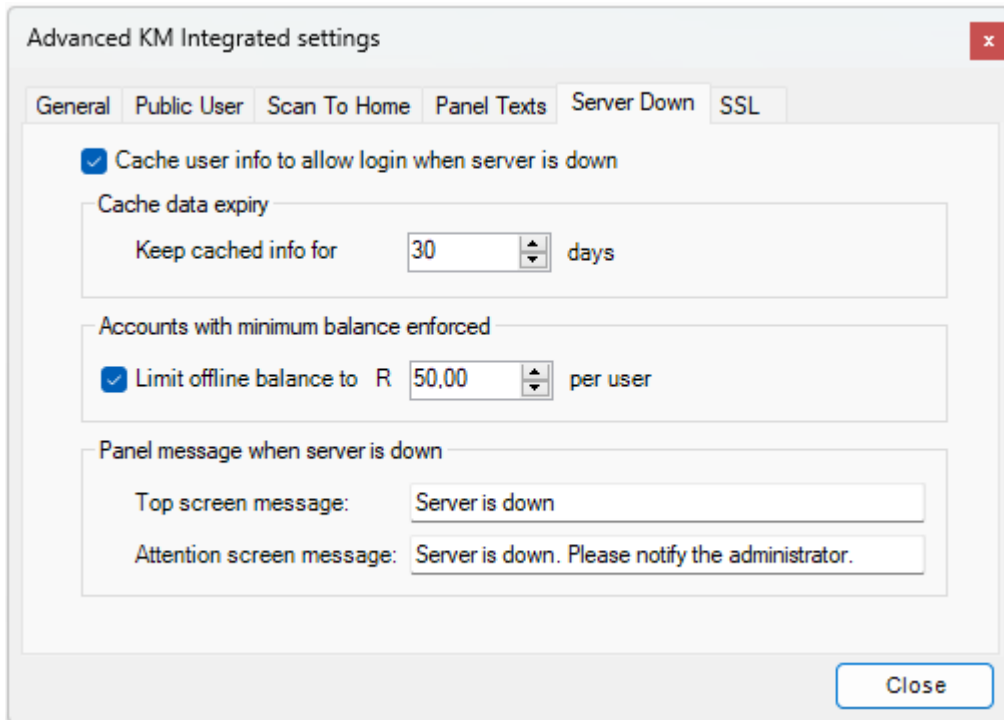 Advanced KM Integrated settings
x
General Public User Scan To Home Panel Texts Server Down SSL
Cache user info to allow login when server is down
Cache data expiry
Keep cached info for 30 days
Accounts with minimum balance enforced
Limit offline balance to R 50,00 per user
Panel message when server is down
Top screen message: Server is down
Attention screen message: Server is down. Please notify the administrator.
Close